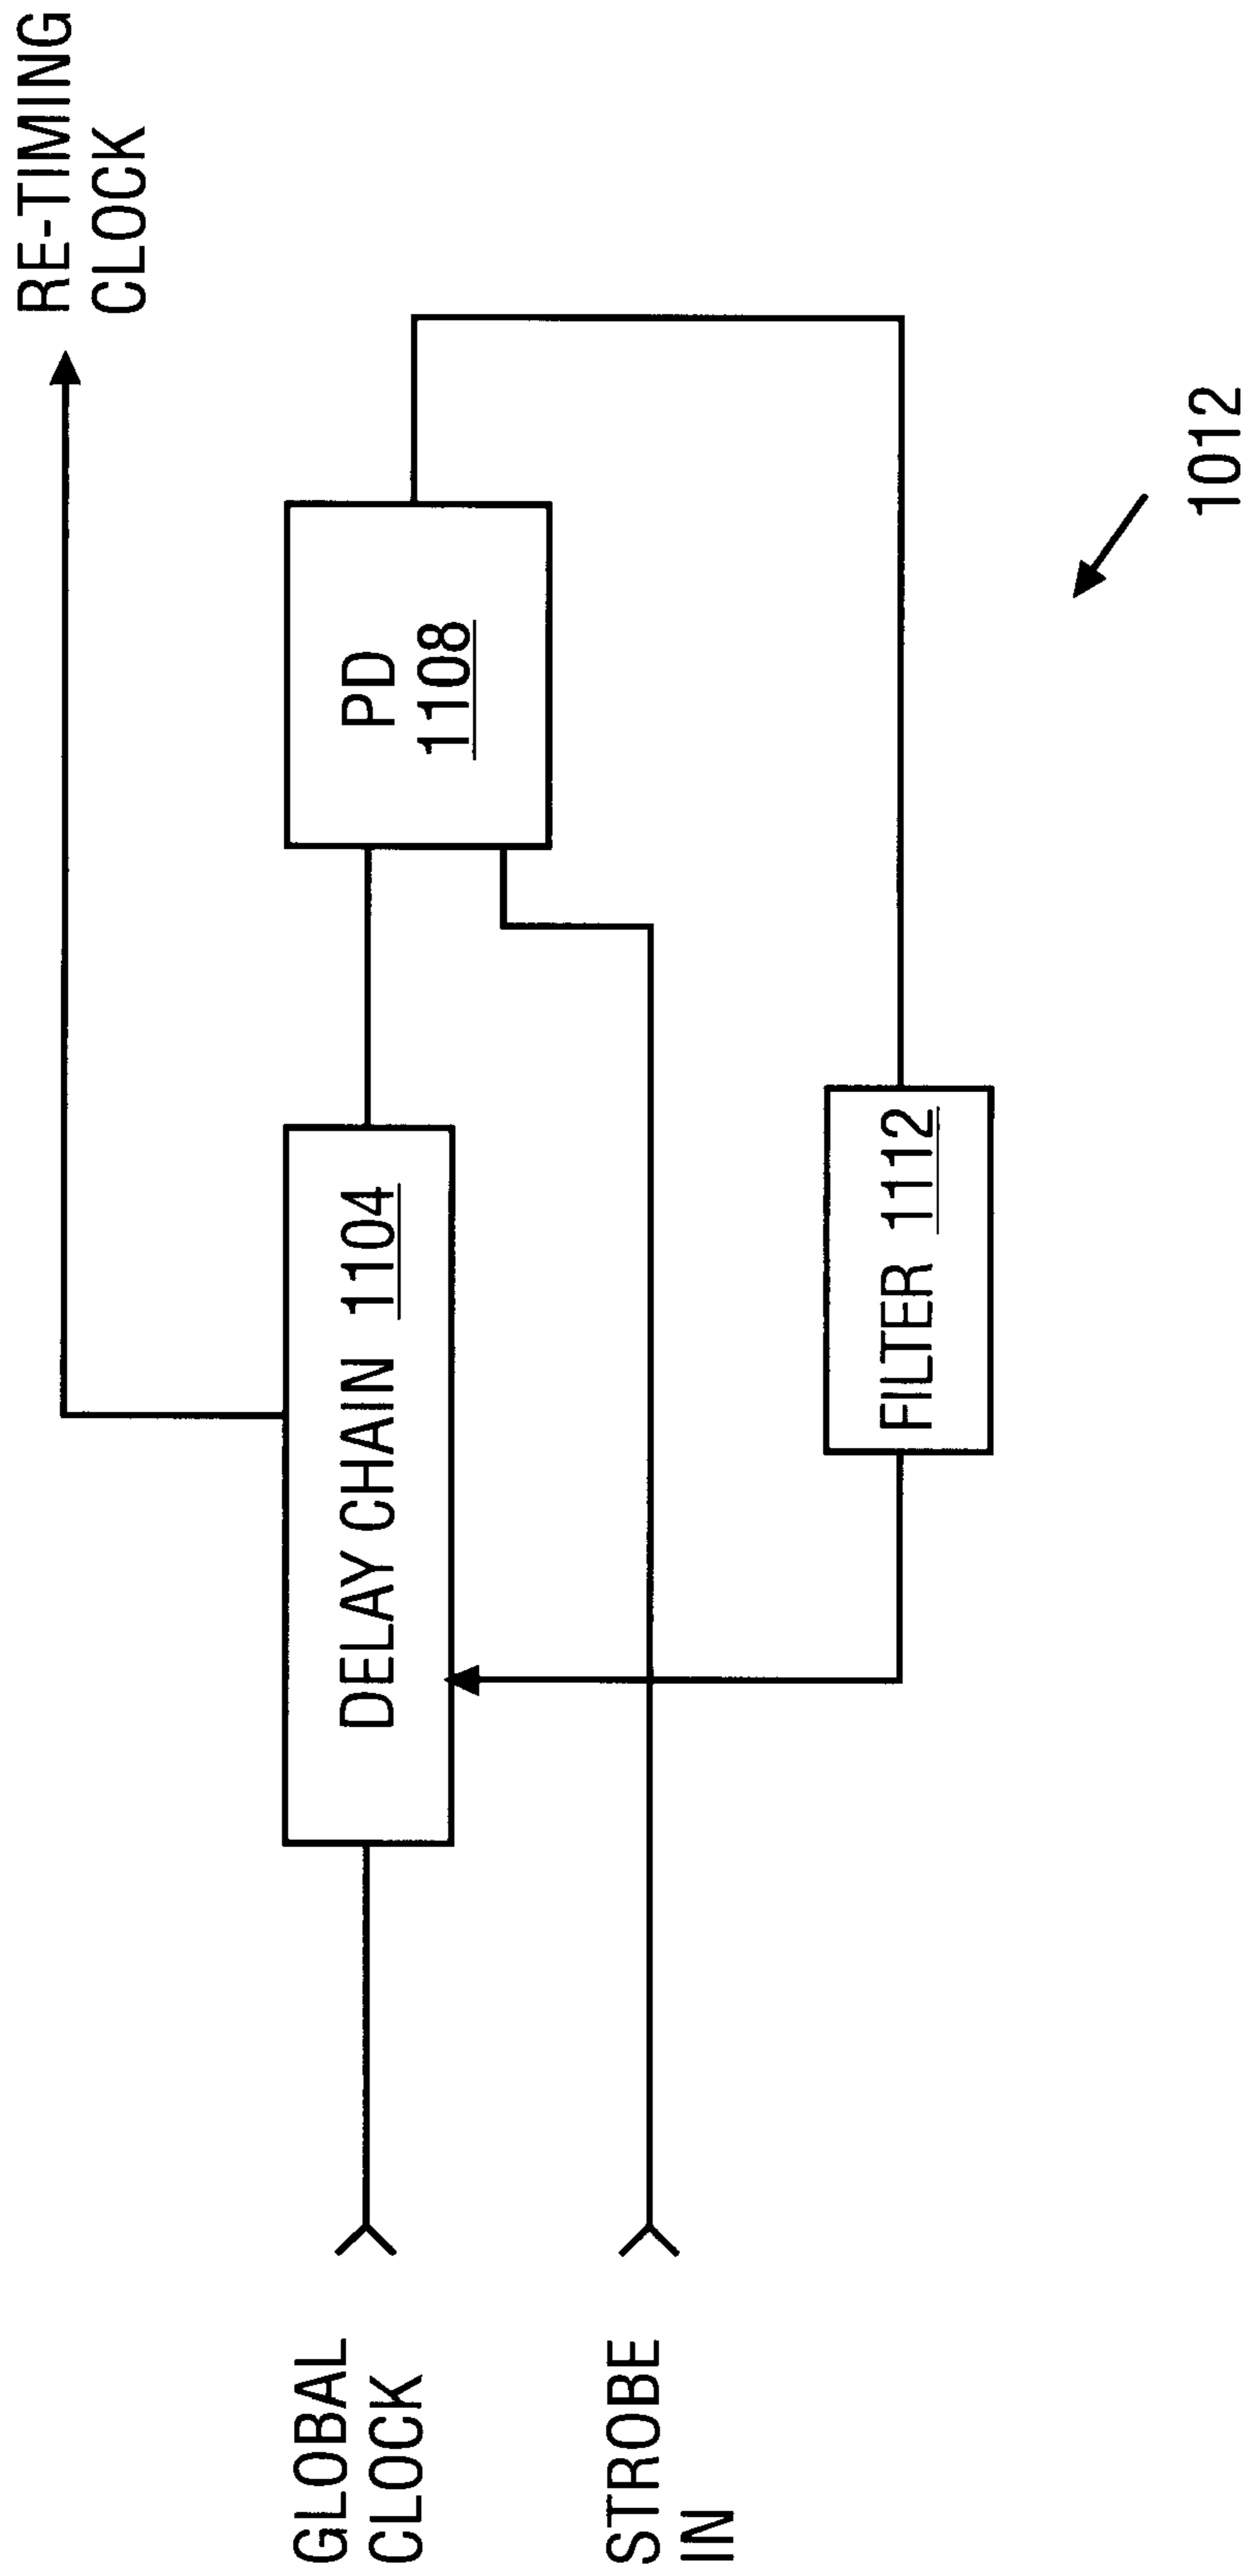 RE-TIMING
CLOCK
GLOBAL
CLOCK
DELAY CHAIN 1104
PD
1108
STROBE
IN
FILTER 1112
1012